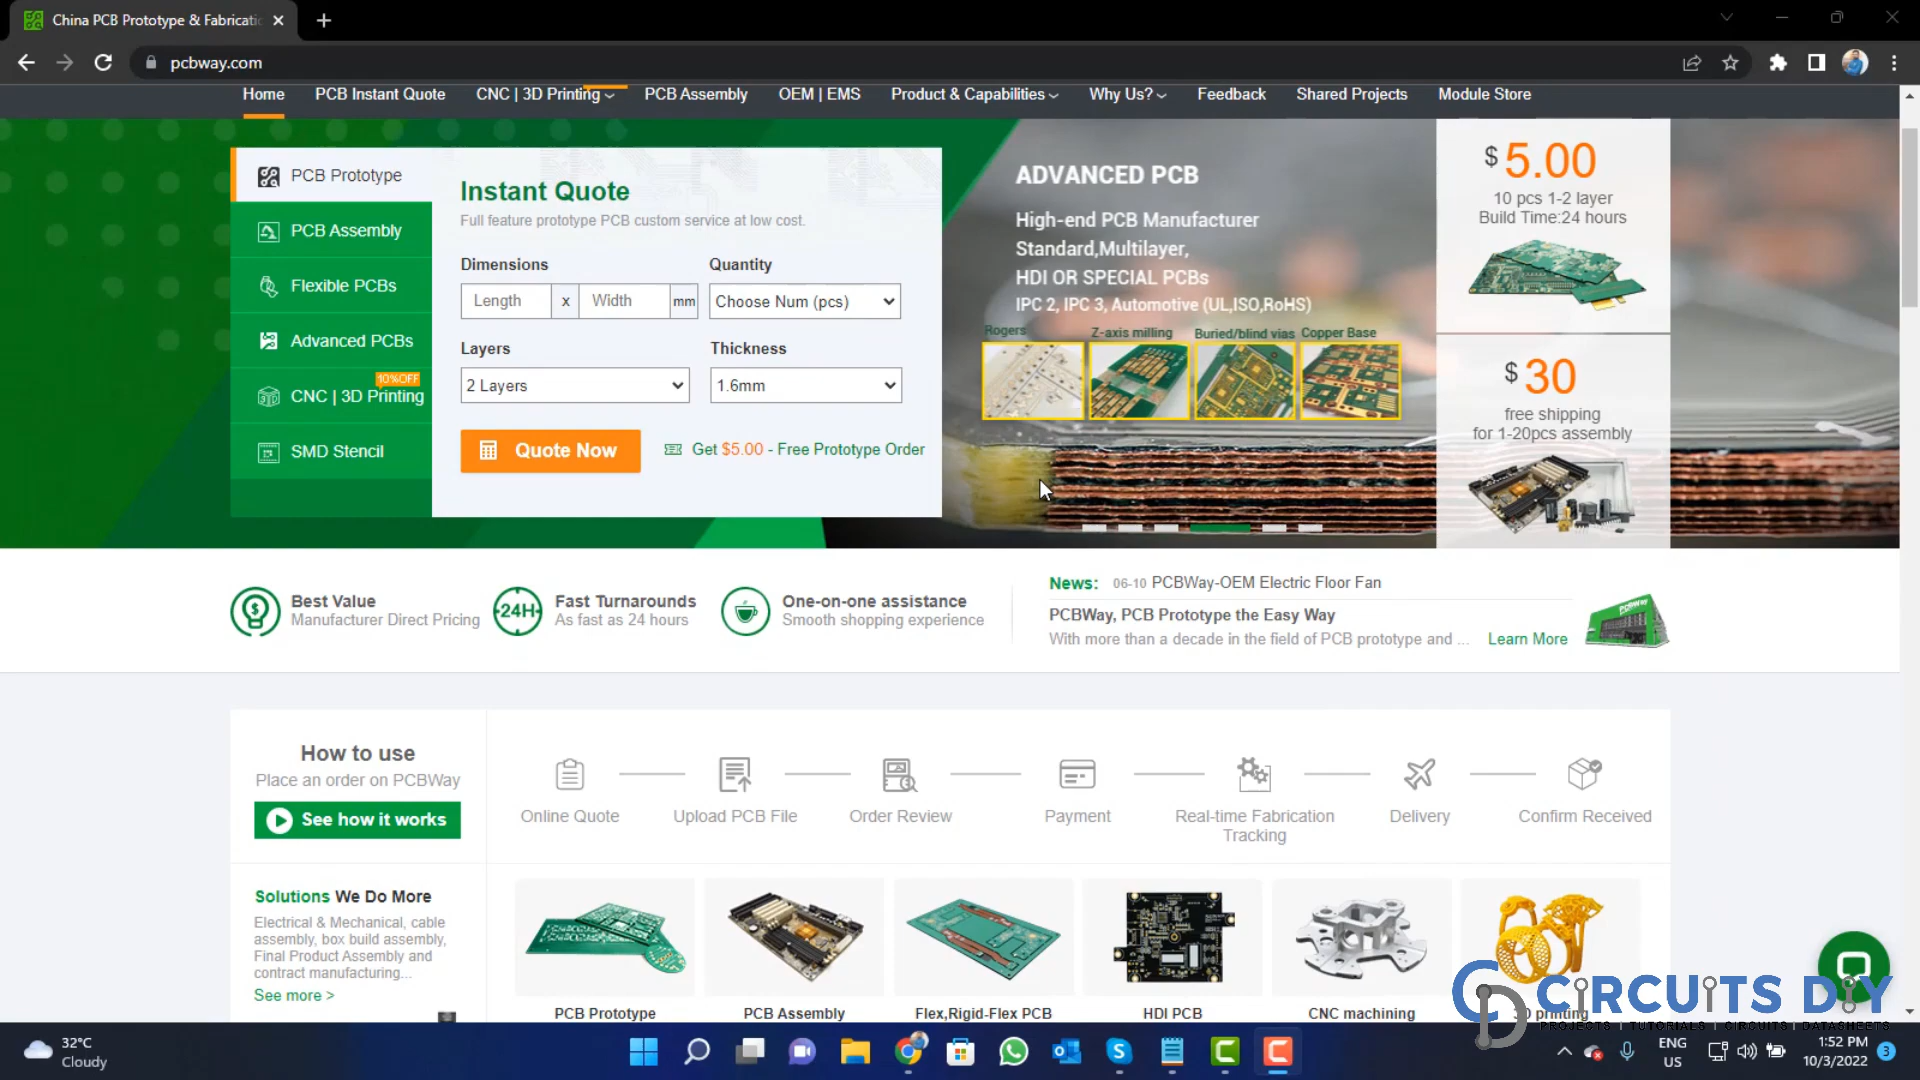 China PCB Prototype & Fabricatio
pcbway.com
Home
PCB Instant Quote
CNC | 3D Printing
PCB Assembly
OEM | EMS
Product & Capabilities
Why Us?
Feedback
Shared Projects
Module Store
PCB Prototype
PCB Assembly
Flexible PCBs
Advanced PCBs
10%OFF
CNC | 3D Printing
SMD Stencil
Instant Quote
Full feature prototype PCB custom service at low cost.
Dimensions
Quantity
Length x Width mm
Choose Num (pcs)
Layers
Thickness
2 Layers
1.6mm
Quote Now
Get $5.00 - Free Prototype Order
ADVANCED PCB
High-end PCB Manufacturer
Standard,Multilayer,
HDI OR SPECIAL PCBs
IPC 2, IPC 3, Automotive (UL,ISO,RoHS)
Rogers
Z-axis milling
Buried/blind vias
Copper Base
$ 5.00
10 pcs 1-2 layer
Build Time:24 hours
$ 30
free shipping
for 1-20pcs assembly
Best Value
Manufacturer Direct Pricing
24H
Fast Turnarounds
As fast as 24 hours
One-on-one assistance
Smooth shopping experience
News: 06-10 PCBWay-OEM Electric Floor Fan
PCBWay, PCB Prototype the Easy Way
With more than a decade in the field of PCB prototype and ... Learn More
PCBWay
How to use
Place an order on PCBWay
See how it works
Online Quote
Upload PCB File
Order Review
Payment
Real-time Fabrication
Tracking
Delivery
Confirm Received
Solutions We Do More
Electrical & Mechanical, cable
assembly, box build assembly,
Final Product Assembly and
contract manufacturing...
See more >
PCB Prototype
PCB Assembly
Flex,Rigid-Flex PCB
HDI PCB
CNC machining
3D printing
CIRCUITS DIY
PROJECTS | TUTORIALS | CIRCUITS | DATASHEETS
32°C
Cloudy
ENG
US
1:52 PM
10/3/2022
3